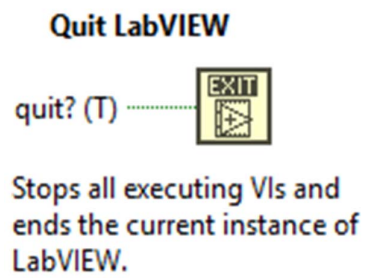 Quit LabVIEW
EXIT
quit? (T)
Stops all executing VIs and
ends the current instance of
LabVIEW.